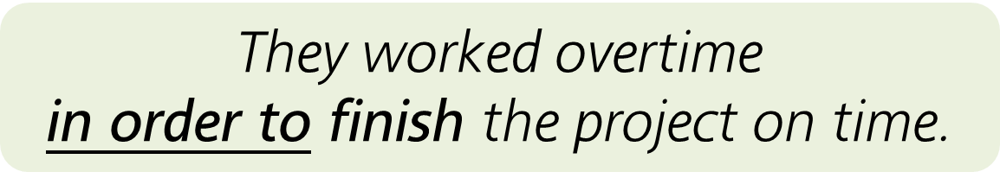 They worked overtime
in order to finish the project on time.